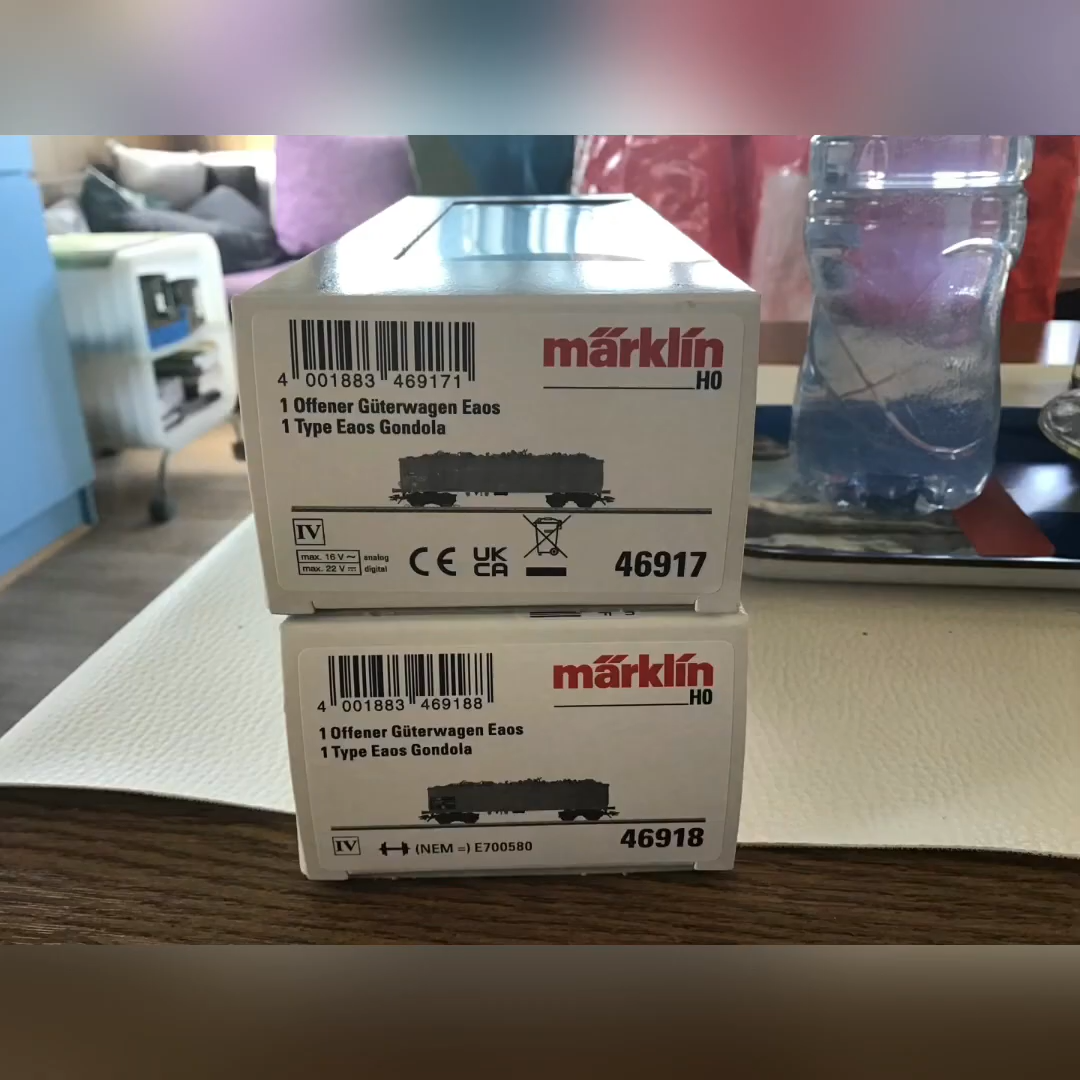 4 001883 469171
märklin
H0
1 Offener Güterwagen Eaos
1 Type Eaos Gondola
IV
max. 16 V ~ analog
max. 22 V ⎓ digital
CE
UK
CA
46917
4 001883 469188
märklin
H0
1 Offener Güterwagen Eaos
1 Type Eaos Gondola
IV
(NEM =) E700580
46918